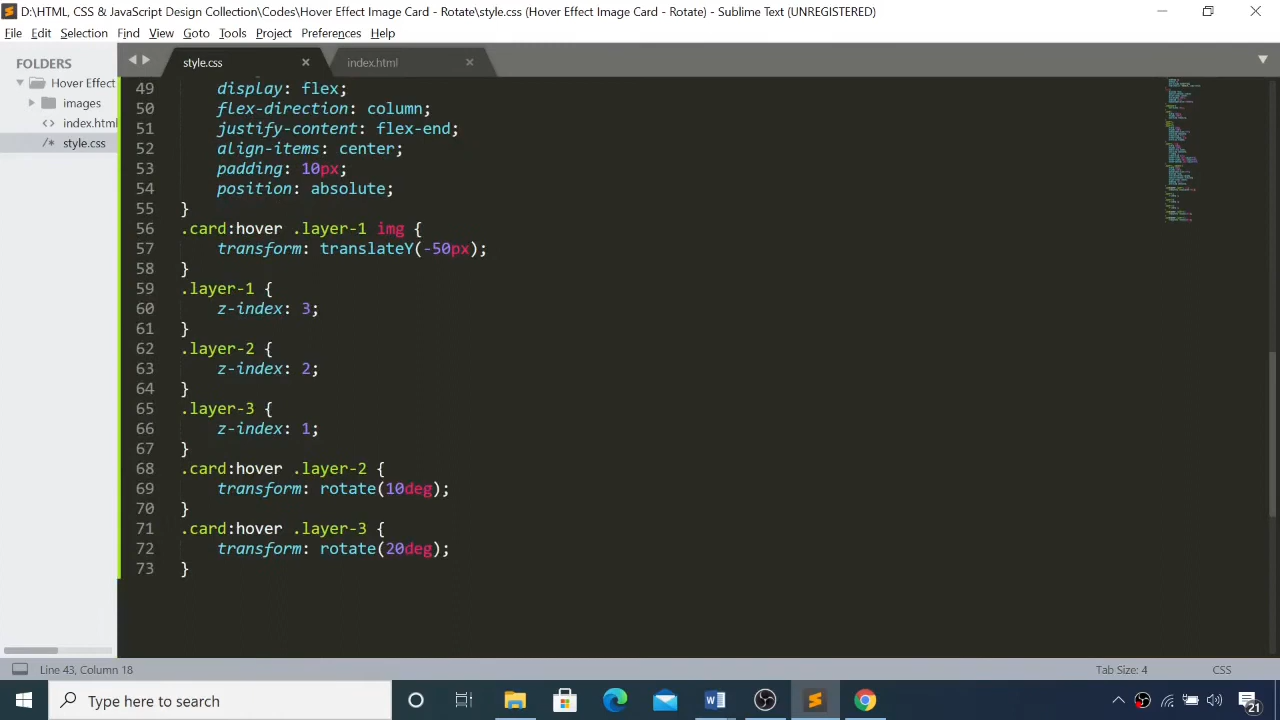 D:\HTML, CSS & JavaScript Design Collection\Codes\Hover Effect Image Card - Rotate\style.css (Hover Effect Image Card - Rotate) - Sublime Text (UNREGISTERED)
File Edit Selection Find View Goto Tools Project Preferences Help
FOLDERS
Hover Effect
images
index.html
style.css
style.css index.html
49 display: flex;
50 flex-direction: column;
51 justify-content: flex-end;
52 align-items: center;
53 padding: 10px;
54 position: absolute;
55 }
56 .card:hover .layer-1 img {
57 transform: translateY(-50px);
58 }
59 .layer-1 {
60 z-index: 3;
61 }
62 .layer-2 {
63 z-index: 2;
64 }
65 .layer-3 {
66 z-index: 1;
67 }
68 .card:hover .layer-2 {
69 transform: rotate(10deg);
70 }
71 .card:hover .layer-3 {
72 transform: rotate(20deg);
73 }
Line 43, Column 18 Tab Size: 4 CSS
Type here to search 21